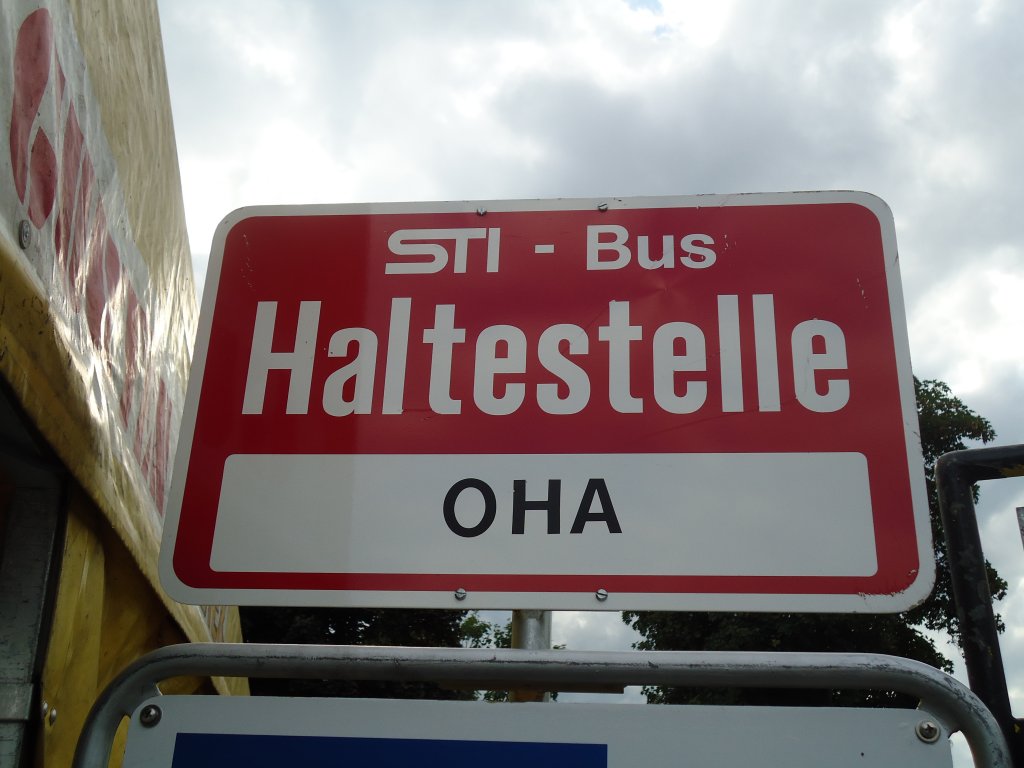 STI - Bus
Haltestelle
OHA